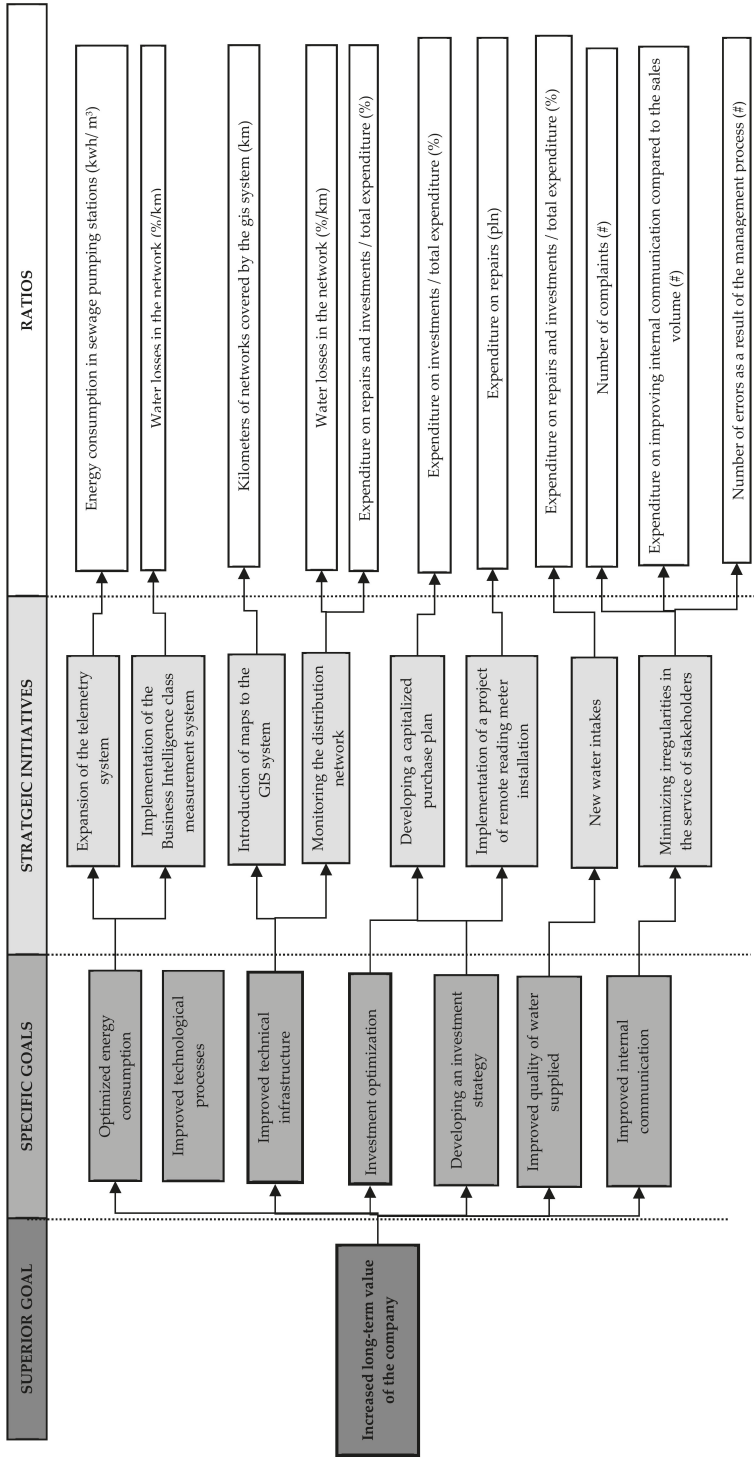 SUPERIOR GOAL
SPECIFIC GOALS
STRATGEIC INITIATIVES
RATIOS
Increased long-term value
of the company
Optimized energy
consumption
Improved technological
processes
Improved technical
infrastructure
Investment optimization
Developing an investment
strategy
Improved quality of water
supplied
Improved internal
communication
Expansion of the telemetry
system
Implementation of the
Business Intelligence class
measurement system
Introduction of maps to the
GIS system
Monitoring the distribution
network
Developing a capitalized
purchase plan
Implementation of a project
of remote reading meter
installation
New water intakes
Minimizing irregularities in
the service of stakeholders
Energy consumption in sewage pumping stations (kwh/ m³)
Water losses in the network (%/km)
Kilometers of networks covered by the gis system (km)
Water losses in the network (%/km)
Expenditure on repairs and investments / total expenditure (%)
Expenditure on investments / total expenditure (%)
Expenditure on repairs (pln)
Expenditure on repairs and investments / total expenditure (%)
Number of complaints (#)
Expenditure on improving internal communication compared to the sales
volume (#)
Number of errors as a result of the management process (#)